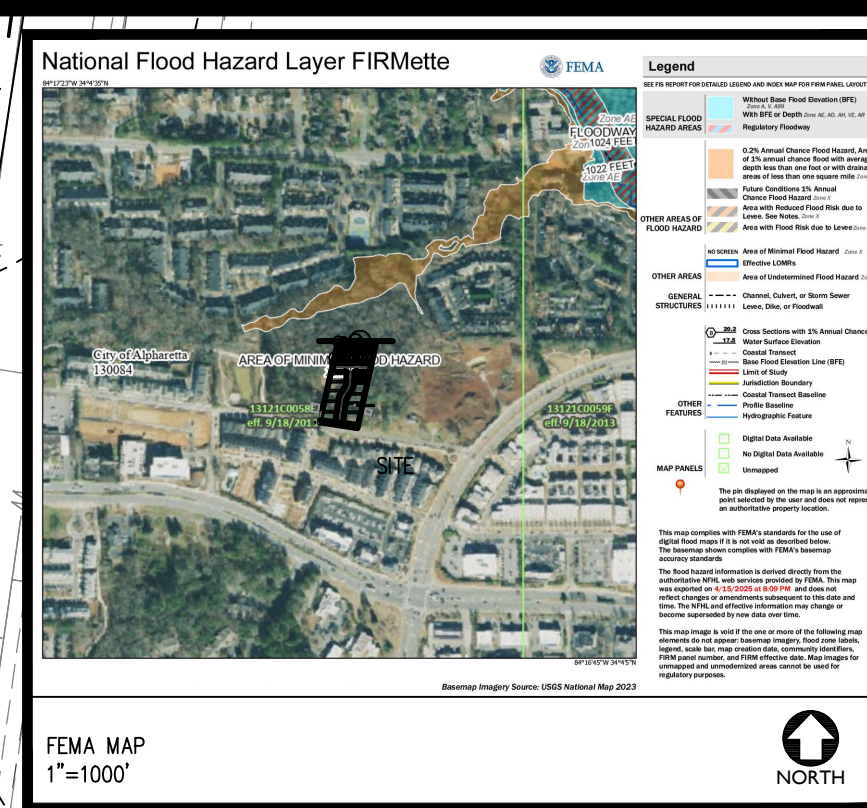 National Flood Hazard Layer FIRMette
FEMA
84°17'23"W 34°4'35"N
Zone AE
FLOODWAY
1024 FEET
1022 FEET
Zone AE
City of Alpharetta
130084
AREA OF MINIMAL FLOOD HAZARD
13121C0058F
eff. 9/18/2013
13121C0059F
eff. 9/18/2013
SITE
84°16'45"W 34°4'5"N
Basemap Imagery Source: USGS National Map 2023
Legend
SEE FIS REPORT FOR DETAILED LEGEND AND INDEX MAP FOR FIRM PANEL LAYOUT
SPECIAL FLOOD
HAZARD AREAS
Without Base Flood Elevation (BFE)
Zone A, V, A99
With BFE or Depth Zone AE, AO, AH, VE, AR
Regulatory Floodway
OTHER AREAS OF
FLOOD HAZARD
0.2% Annual Chance Flood Hazard,
of 1% annual chance flood with
depth less than one foot or with
areas of less than one square mile
Future Conditions 1% Annual
Chance Flood Hazard Zone X
Area with Reduced Flood Risk due to
Levee. See Notes. Zone X
Area with Flood Risk due to Levee Zone
OTHER AREAS
NO SCREEN Area of Minimal Flood Hazard Zone X
Effective LOMRs
Area of Undetermined Flood Hazard
GENERAL
STRUCTURES
Channel, Culvert, or Storm Sewer
Levee, Dike, or Floodwall
B 20.2 Cross Sections with 1% Annual Chance
17.5 Water Surface Elevation
Coastal Transect
Base Flood Elevation Line (BFE)
Limit of Study
Jurisdiction Boundary
Coastal Transect Baseline
OTHER
FEATURES
Profile Baseline
Hydrographic Feature
MAP PANELS
Digital Data Available
No Digital Data Available
Unmapped
N
The pin displayed on the map is an
point selected by the user and does not
an authoritative property location.
This map complies with FEMA's standards for the use of
digital flood maps if it is not void as described below.
The basemap shown complies with FEMA's basemap
accuracy standards
The flood hazard information is derived directly from the
authoritative NFHL web services provided by FEMA. This map
was exported on 4/15/2025 at 8:09 PM and does not
reflect changes or amendments subsequent to this date and
time. The NFHL and effective information may change or
become superseded by new data over time.
This map image is void if the one or more of the following map
elements do not appear: basemap imagery, flood zone labels,
legend, scale bar, map creation date, community identifiers,
FIRM panel number, and FIRM effective date. Map images for
unmapped and unmodernized areas cannot be used for
regulatory purposes.
FEMA MAP
1"=1000'
NORTH